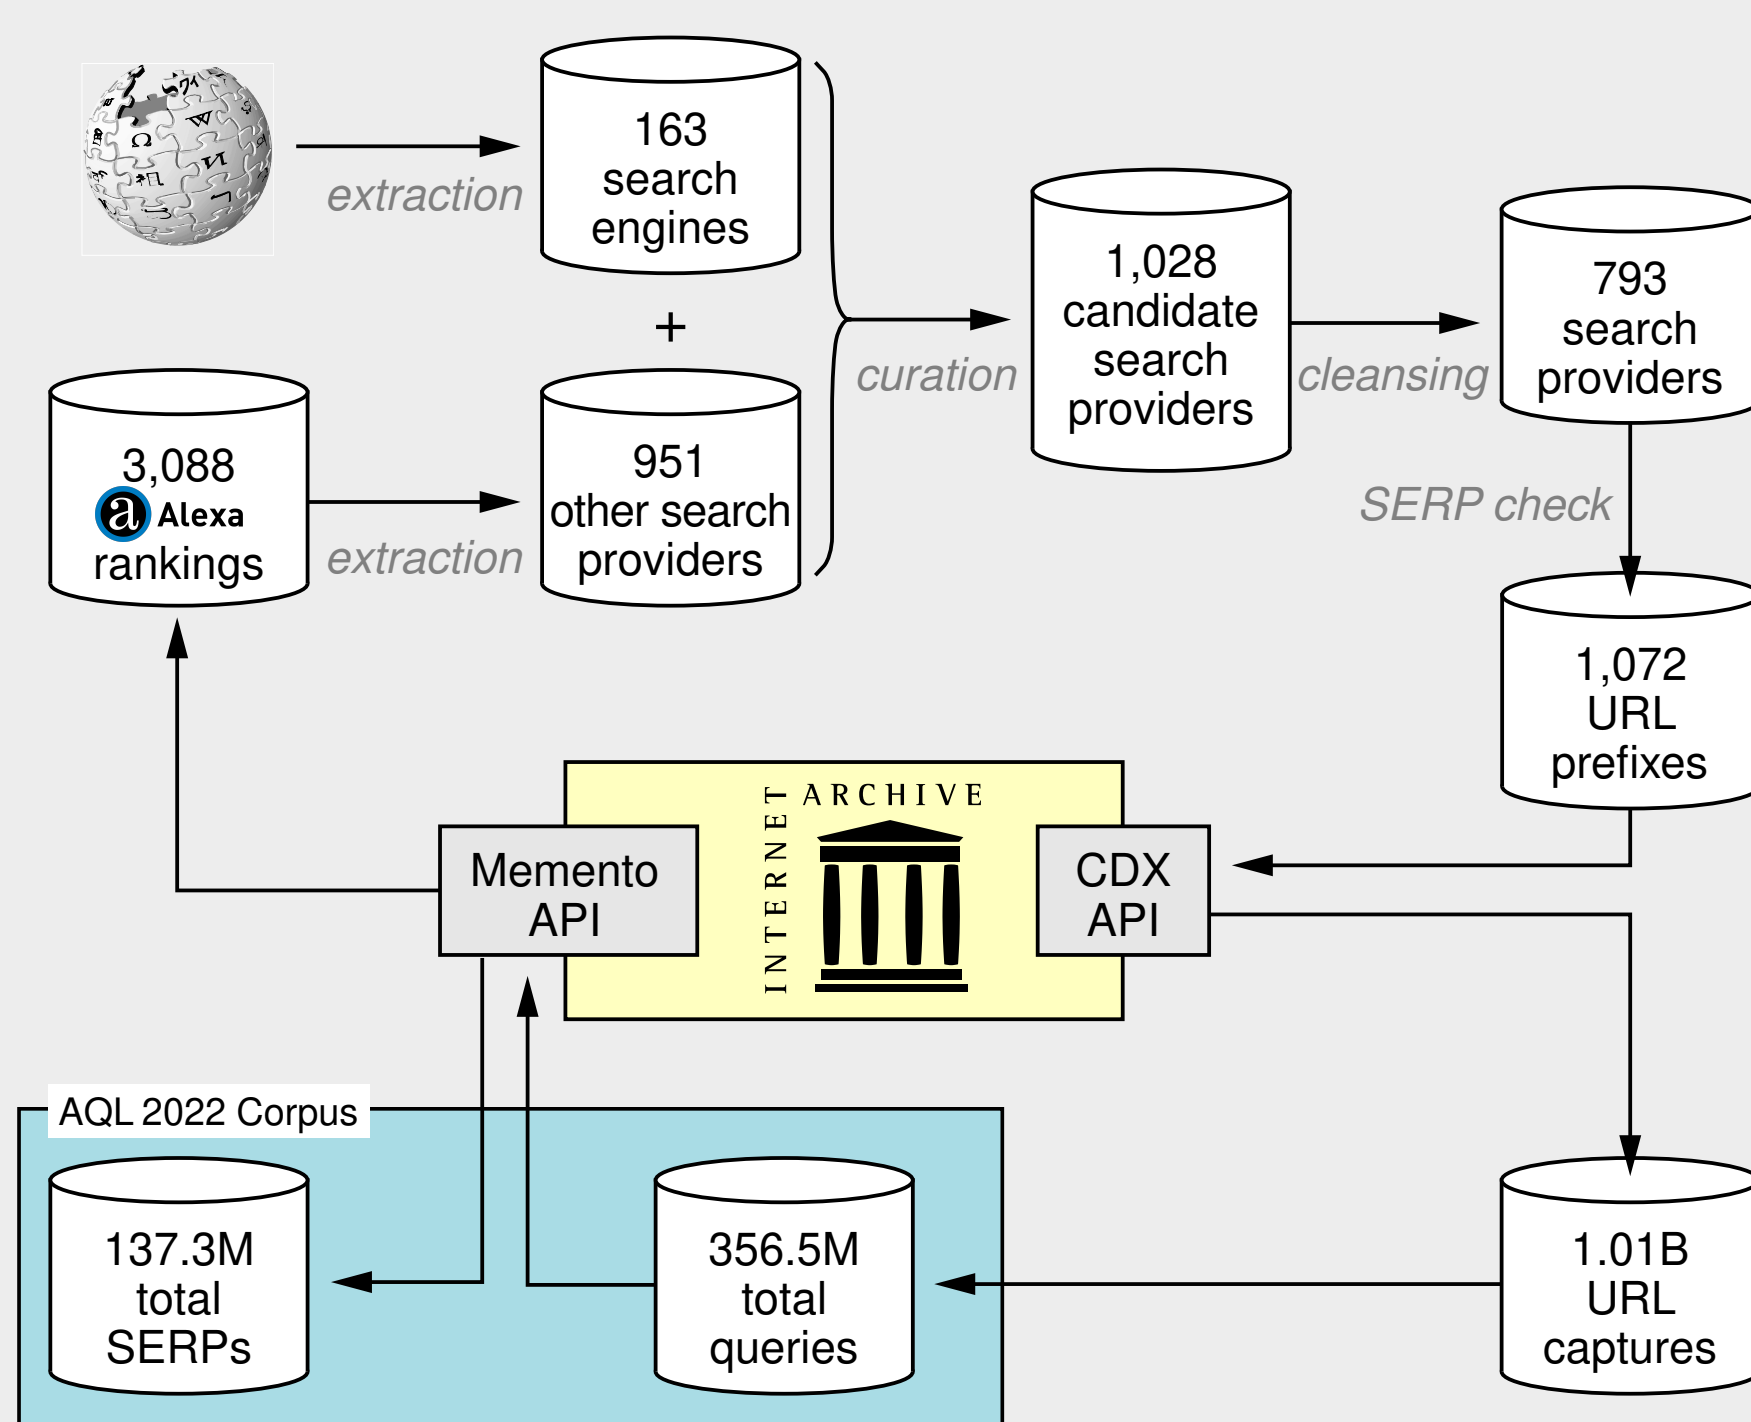 163
search
engines
extraction
+
3,088
a Alexa
rankings
extraction
951
other search
providers
curation
1,028
candidate
search
providers
cleansing
793
search
providers
SERP check
1,072
URL
prefixes
INTERNET
ARCHIVE
Memento
API
CDX
API
AQL 2022 Corpus
137.3M
total
SERPs
356.5M
total
queries
1.01B
URL
captures